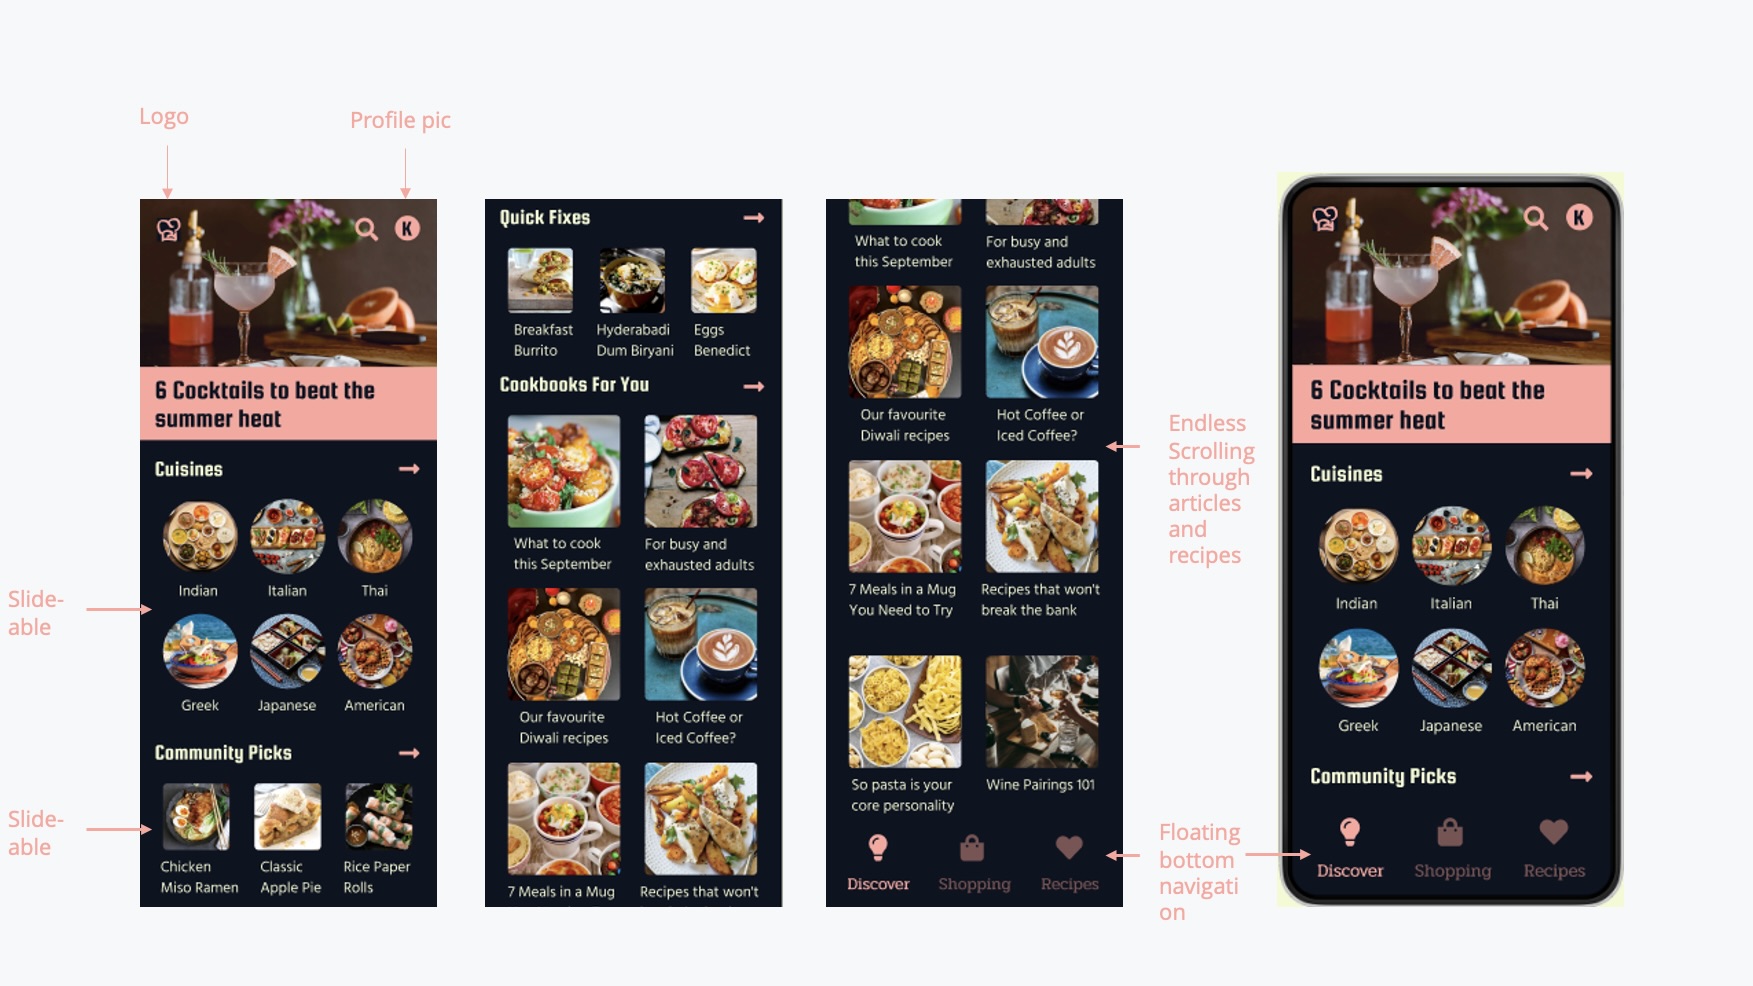 Logo
Profile pic
K
6 Cocktails to beat the
summer heat
Cuisines
Indian
Italian
Thai
Slide-
able
Greek
Japanese
American
Community Picks
Slide-
able
Chicken
Miso Ramen
Classic
Apple Pie
Rice Paper
Rolls
Quick Fixes
Breakfast
Burrito
Hyderabadi
Dum Biryani
Eggs
Benedict
Cookbooks For You
What to cook
this September
For busy and
exhausted adults
Our favourite
Diwali recipes
Hot Coffee or
Iced Coffee?
7 Meals in a Mug
Recipes that won't
What to cook
this September
For busy and
exhausted adults
Our favourite
Diwali recipes
Hot Coffee or
Iced Coffee?
7 Meals in a Mug
You Need to Try
Recipes that won't
break the bank
So pasta is your
core personality
Wine Pairings 101
Discover
Shopping
Recipes
Endless
Scrolling
through
articles
and
recipes
Floating
bottom
navigati
on
K
6 Cocktails to beat the
summer heat
Cuisines
Indian
Italian
Thai
Greek
Japanese
American
Community Picks
Discover
Shopping
Recipes